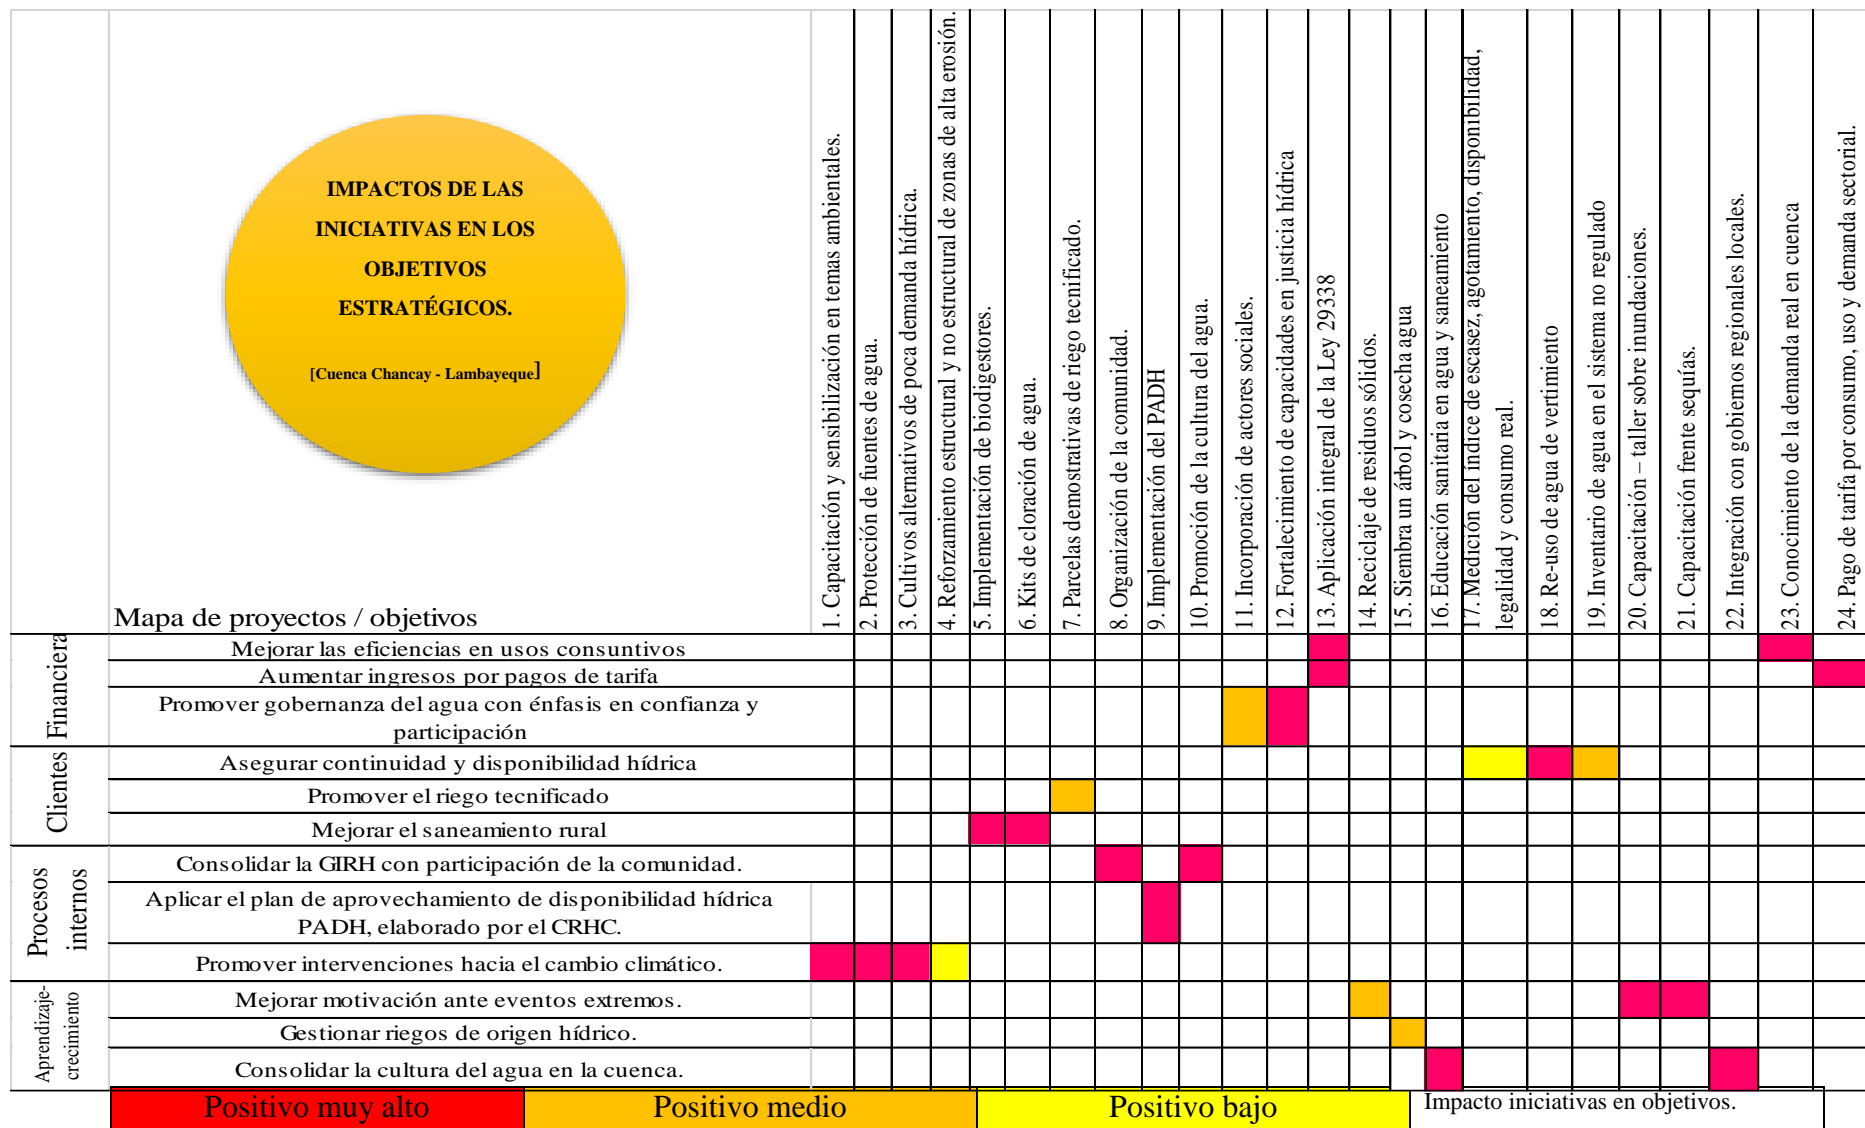 IMPACTOS DE LAS
INICIATIVAS EN LOS
OBJETIVOS
ESTRATÉGICOS.
[Cuenca Chancay - Lambayeque]
Mapa de proyectos / objetivos
1. Capacitación y sensibilización en temas ambientales.
2. Protección de fuentes de agua.
3. Cultivos alternativos de poca demanda hídrica.
4. Reforzamiento estructural y no estructural de zonas de alta erosión.
5. Implementación de biodigestores.
6. Kits de cloración de agua.
7. Parcelas demostrativas de riego tecnificado.
8. Organización de la comunidad.
9. Implementación del PADH
10. Promoción de la cultura del agua.
11. Incorporación de actores sociales.
12. Fortalecimiento de capacidades en justicia hídrica
13. Aplicación integral de la Ley 29338
14. Reciclaje de residuos sólidos.
15. Siembra un árbol y cosecha agua
16. Educación sanitaria en agua y saneamiento
17. Medición del índice de escasez, agotamiento, disponibilidad,
legalidad y consumo real.
18. Re-uso de agua de vertimiento
19. Inventario de agua en el sistema no regulado
20. Capacitación – taller sobre inundaciones.
21. Capacitación frente sequías.
22. Integración con gobiernos regionales locales.
23. Conocimiento de la demanda real en cuenca
24. Pago de tarifa por consumo, uso y demanda sectorial.
Financiera
Mejorar las eficiencias en usos consuntivos
Aumentar ingresos por pagos de tarifa
Promover gobernanza del agua con énfasis en confianza y
participación
Clientes
Asegurar continuidad y disponibilidad hídrica
Promover el riego tecnificado
Mejorar el saneamiento rural
Procesos
internos
Consolidar la GIRH con participación de la comunidad.
Aplicar el plan de aprovechamiento de disponibilidad hídrica
PADH, elaborado por el CRHC.
Promover intervenciones hacia el cambio climático.
Aprendizaje-
crecimiento
Mejorar motivación ante eventos extremos.
Gestionar riegos de origen hídrico.
Consolidar la cultura del agua en la cuenca.
Positivo muy alto
Positivo medio
Positivo bajo
Impacto iniciativas en objetivos.